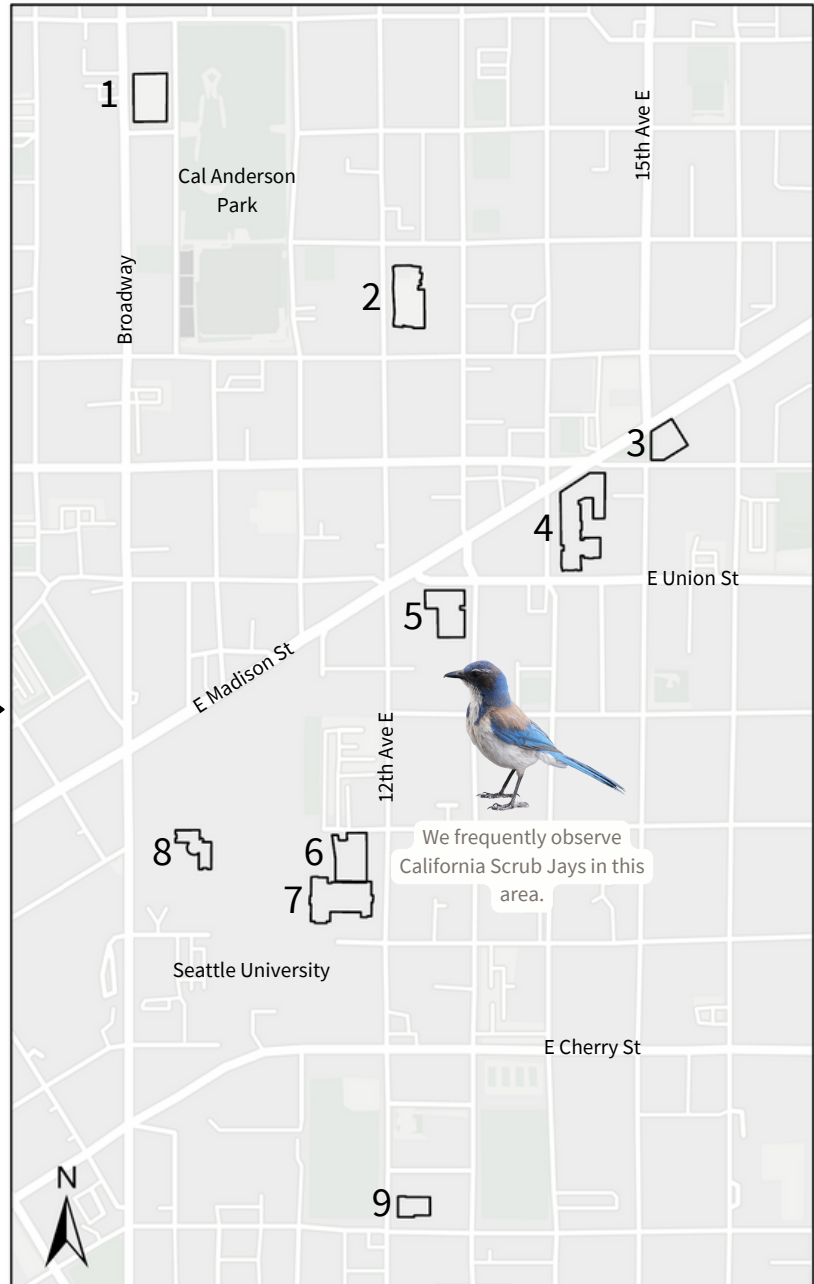 1
15th Ave E
Cal Anderson
Park
Broadway
2
3
4
E Union St
5
E Madison St
12th Ave E
We frequently observe
California Scrub Jays in this
area.
8
6
7
Seattle University
E Cherry St
N
9